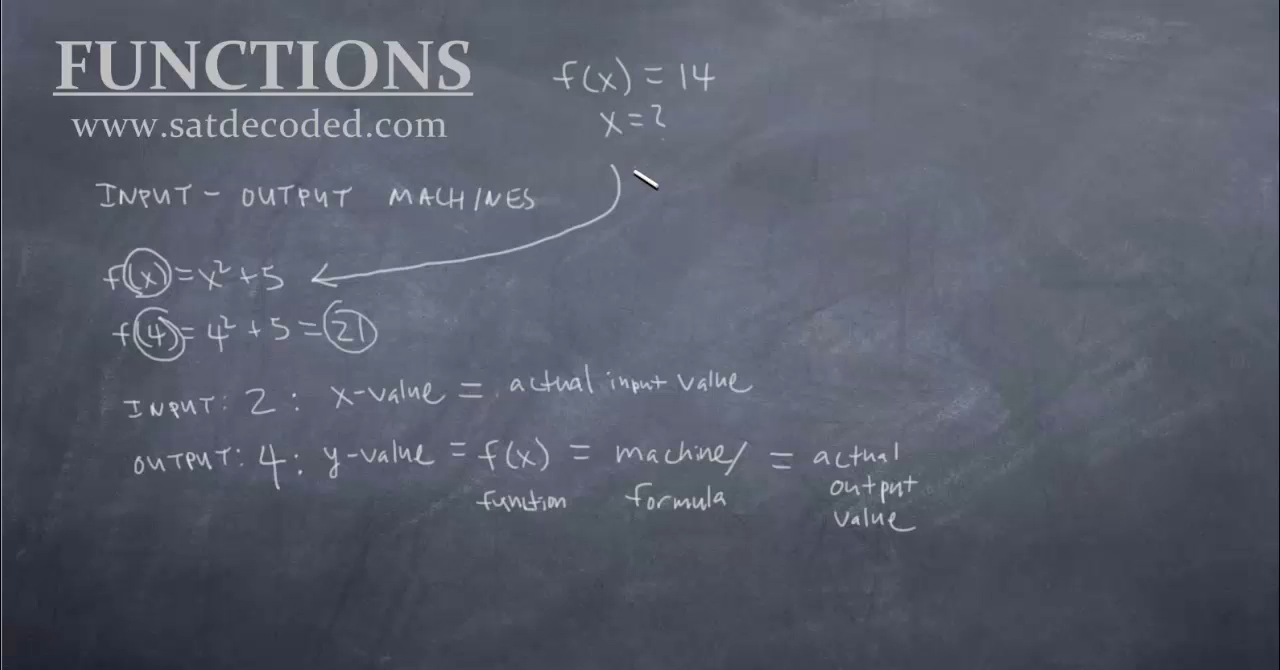 FUNCTIONS
www.satdecoded.com
f(x) = 14
x = ?
INPUT - OUTPUT MACHINES
f(x) = x² + 5
f(4) = 4² + 5 = 21
INPUT: 2: x-value = actual input value
OUTPUT: 4: y-value = f(x) = machine/ = actual
function formula output
value